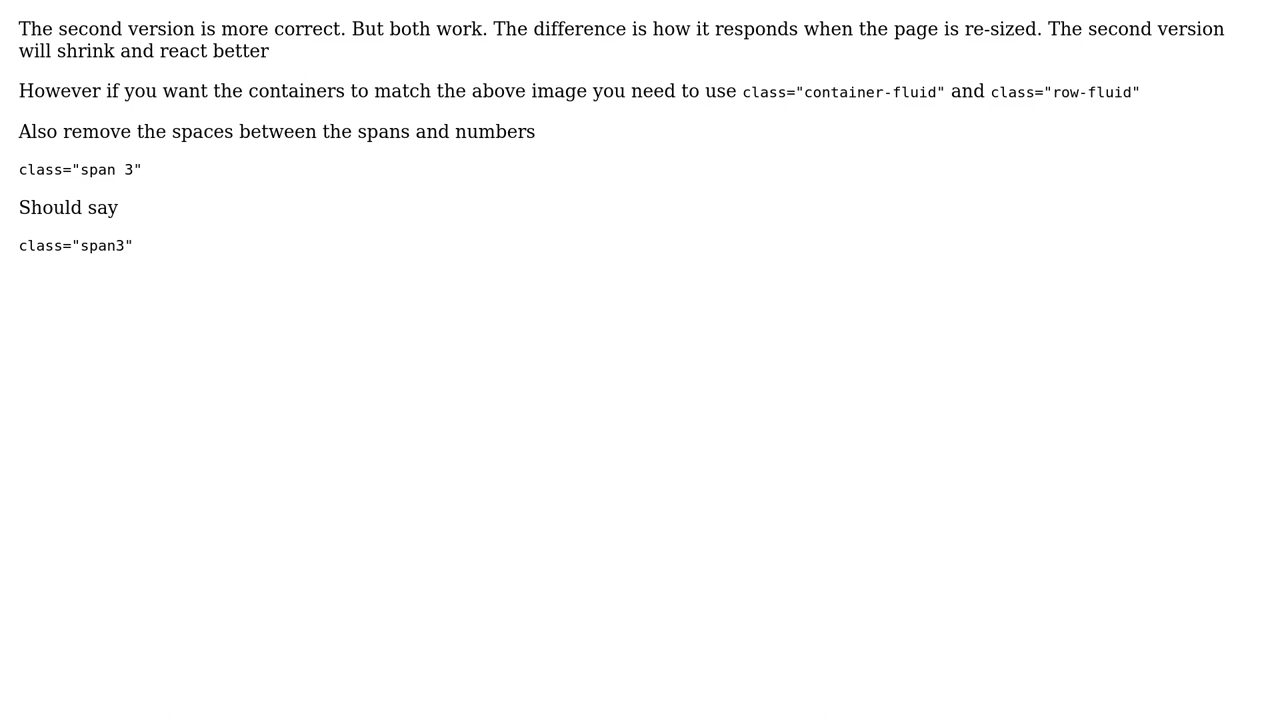 The second version is more correct. But both work. The difference is how it responds when the page is re-sized. The second version
will shrink and react better
However if you want the containers to match the above image you need to use class="container-fluid" and class="row-fluid"
Also remove the spaces between the spans and numbers
class="span 3"
Should say
class="span3"